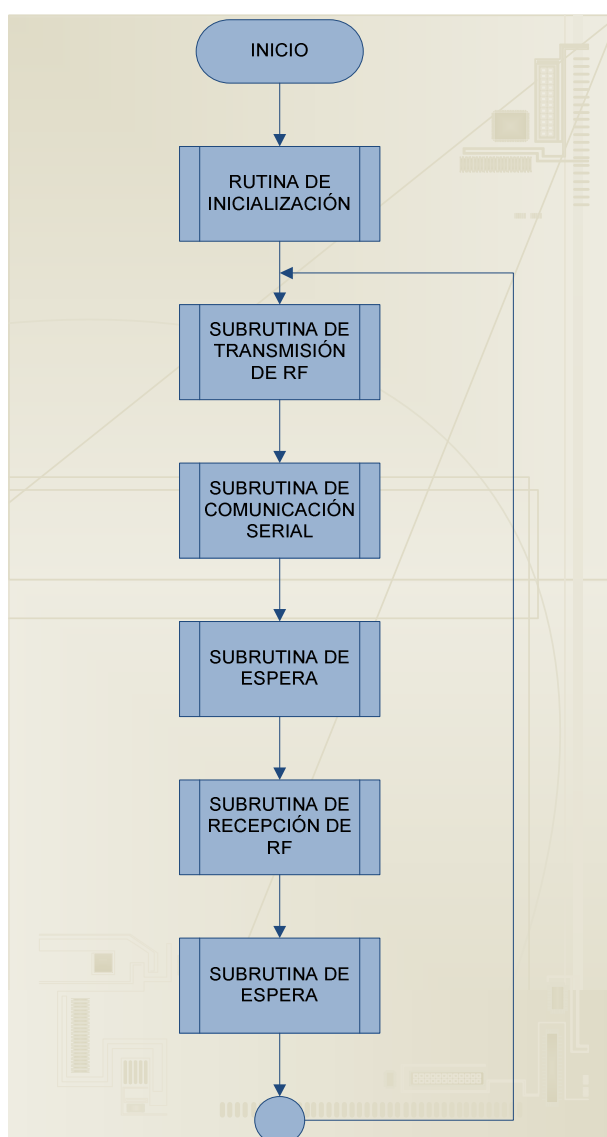 INICIO
RUTINA DE
INICIALIZACIÓN
SUBRUTINA DE
TRANSMISIÓN
DE RF
SUBRUTINA DE
COMUNICACIÓN
SERIAL
SUBRUTINA DE
ESPERA
SUBRUTINA DE
RECEPCIÓN DE
RF
SUBRUTINA DE
ESPERA